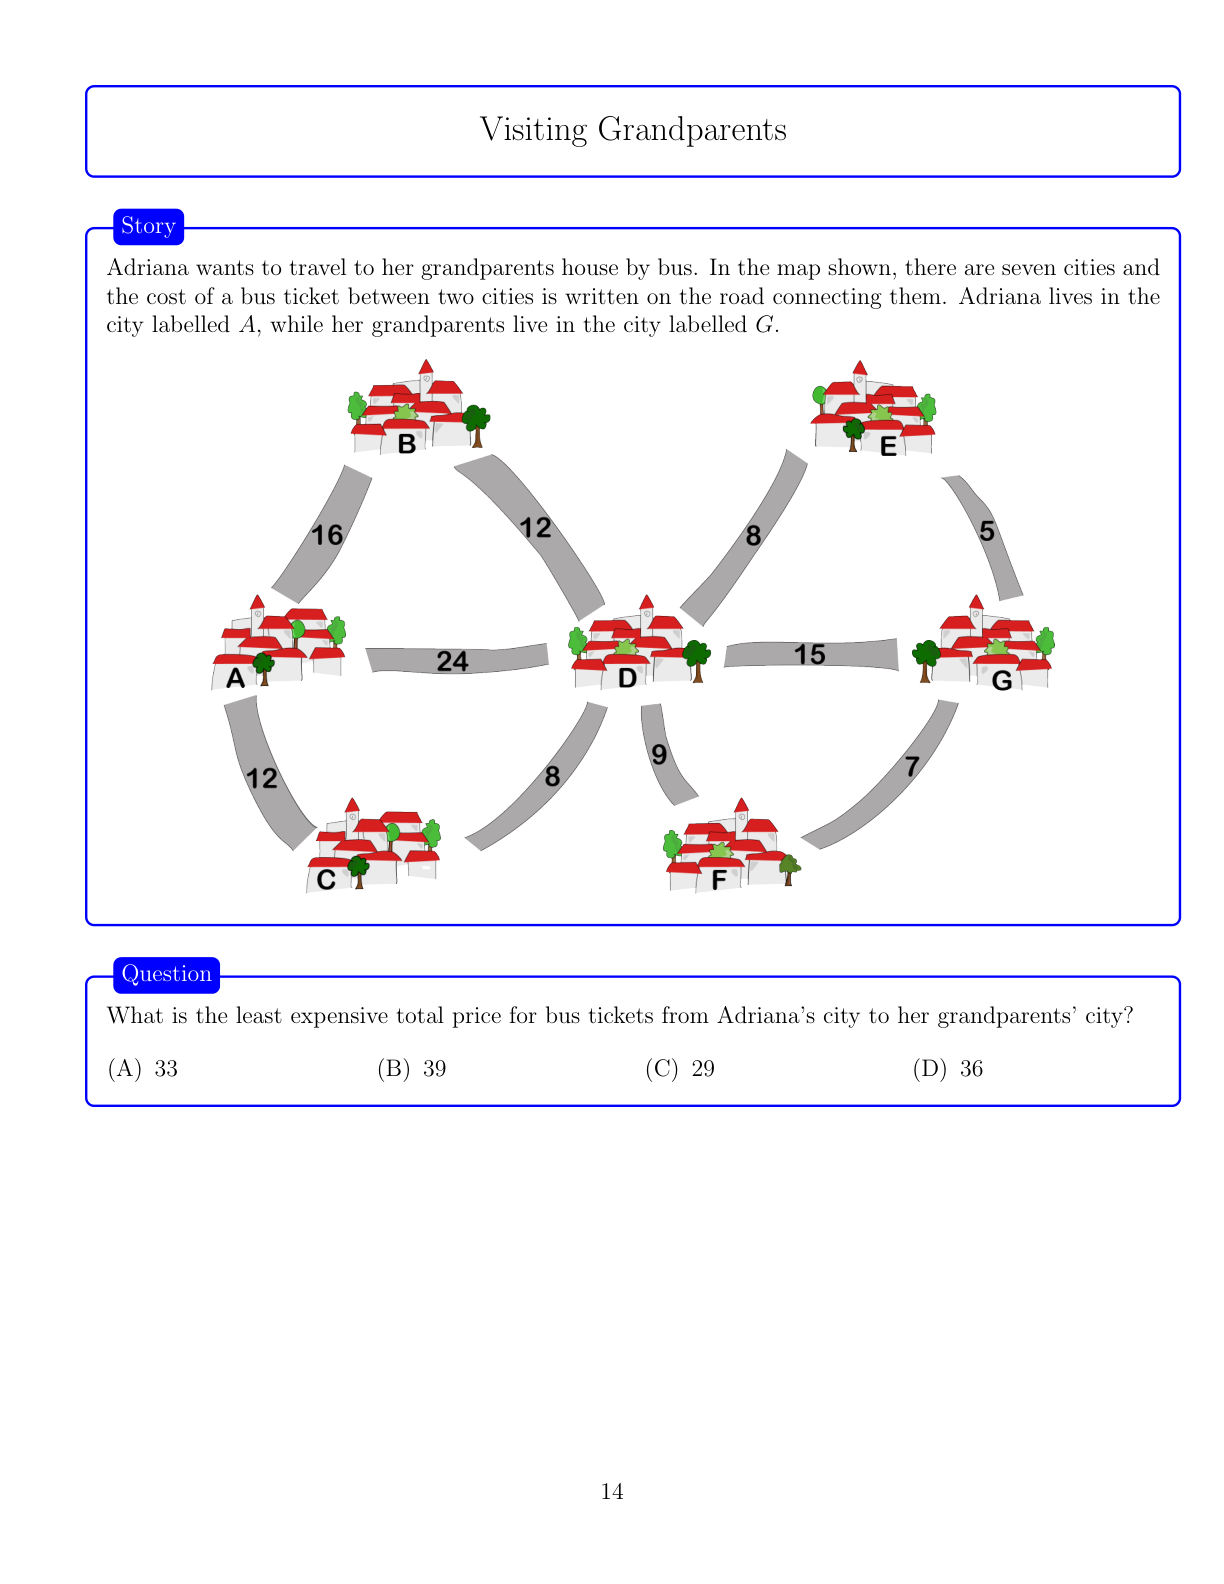 Visiting Grandparents
Story
Adriana wants to travel to her grandparents house by bus. In the map shown, there are seven cities and
the cost of a bus ticket between two cities is written on the road connecting them. Adriana lives in the
city labelled A, while her grandparents live in the city labelled G.
B
E
16
12
8
5
A
24
D
15
G
12
8
9
7
C
F
Question
What is the least expensive total price for bus tickets from Adriana's city to her grandparents' city?
(A) 33 (B) 39 (C) 29 (D) 36
14